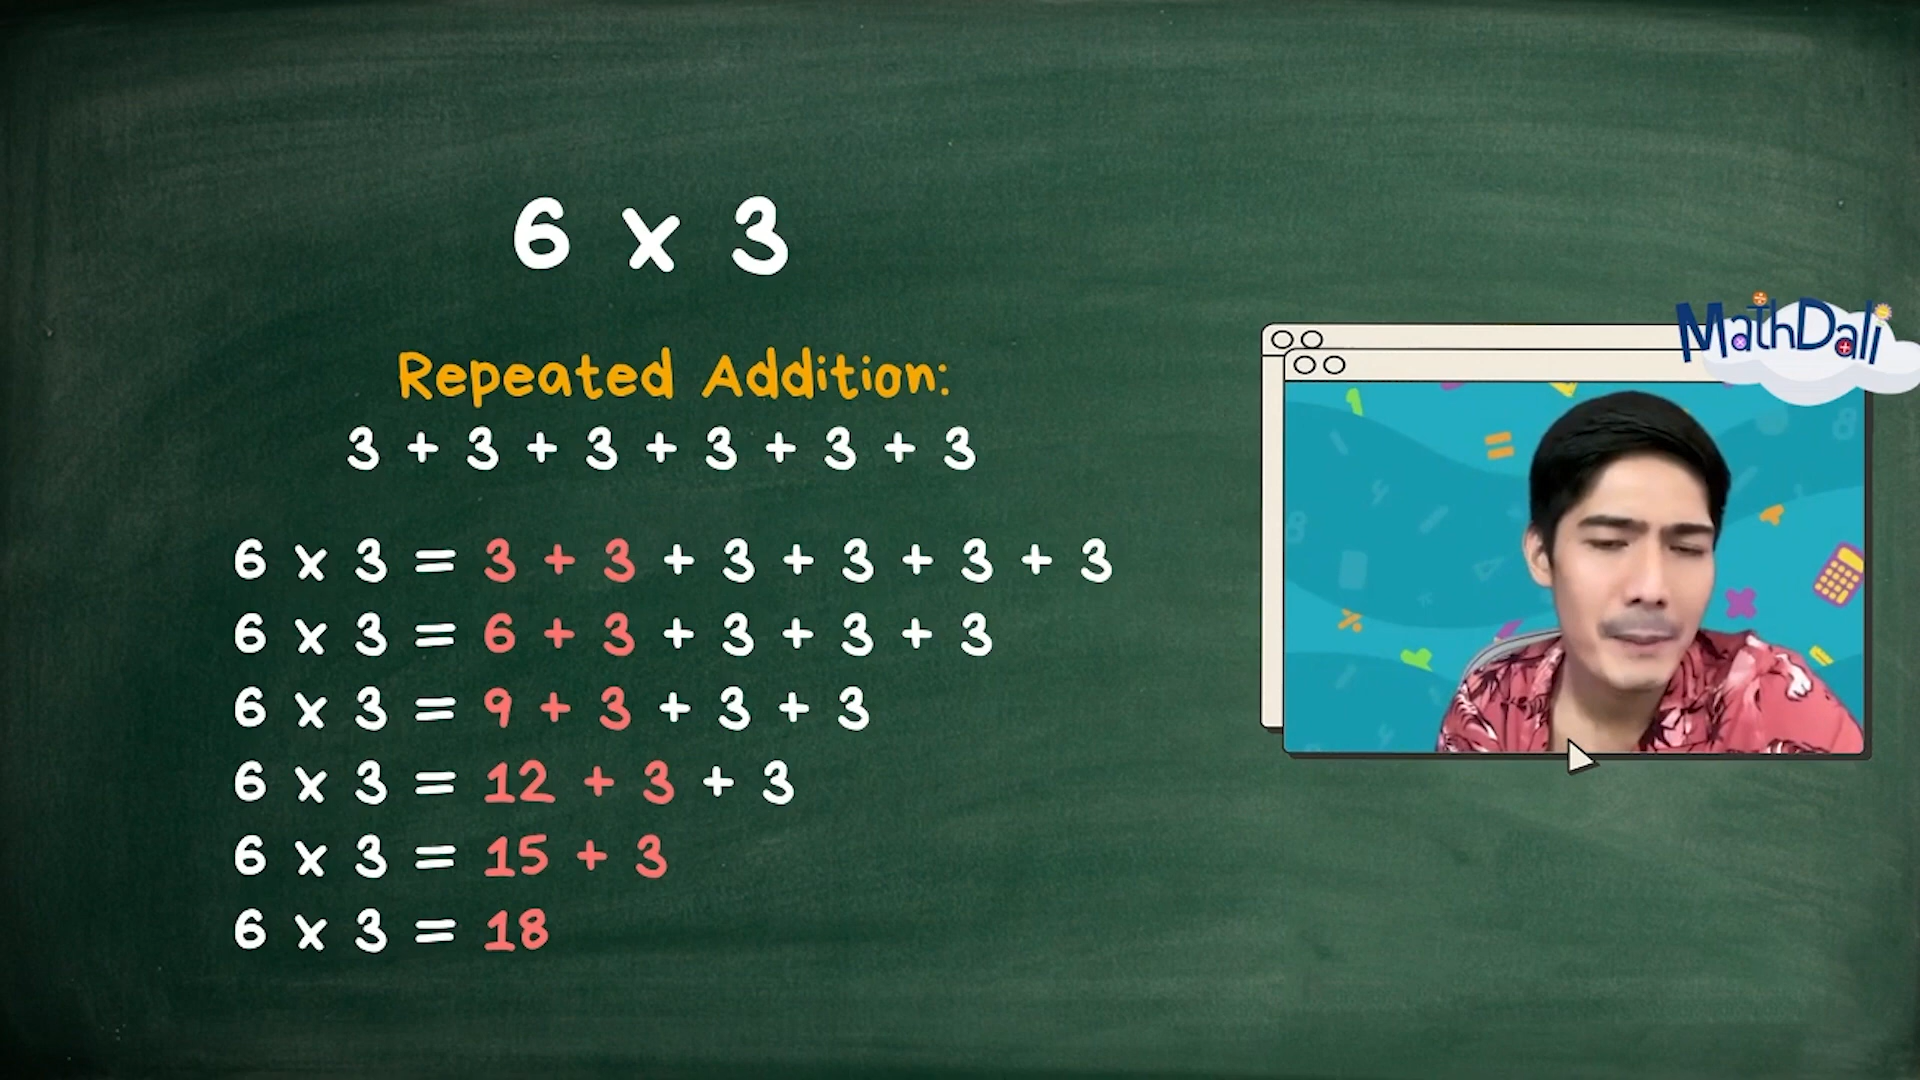 6 x 3
Repeated Addition:
3 + 3 + 3 + 3 + 3 + 3
6 x 3 = 3 + 3 + 3 + 3 + 3 + 3
6 x 3 = 6 + 3 + 3 + 3 + 3
6 x 3 = 9 + 3 + 3 + 3
6 x 3 = 12 + 3 + 3
6 x 3 = 15 + 3
6 x 3 = 18
MathDali